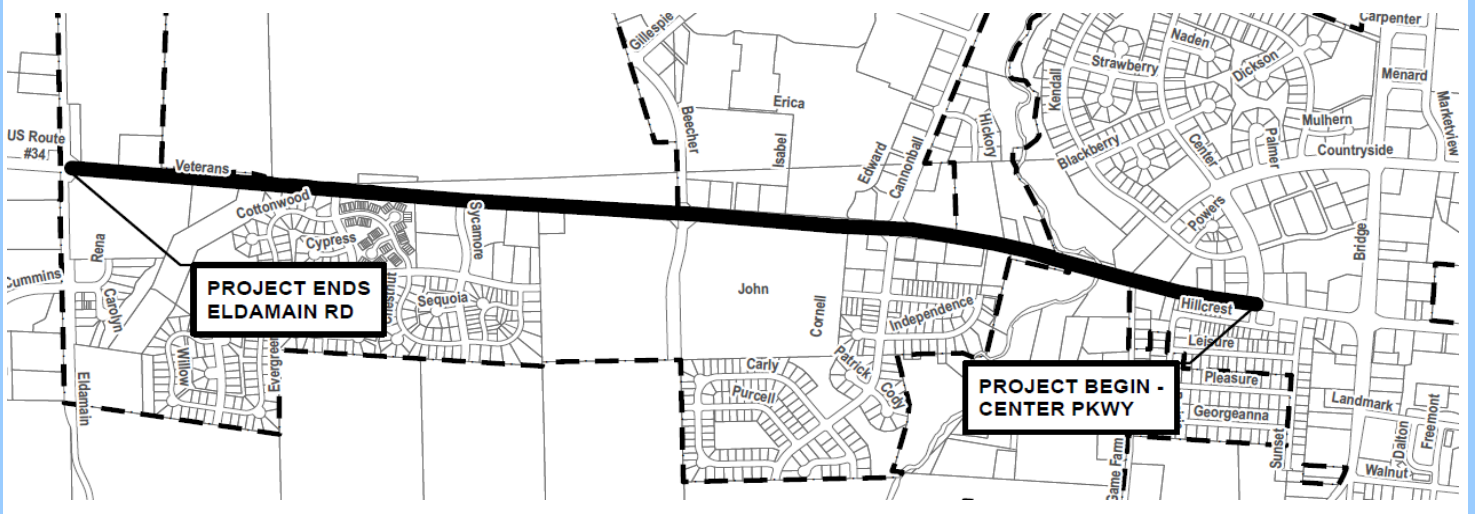 Carpenter
Gillespie
Naden
Strawberry
Dickson
Menard
Kendall
Marketview
Erica
Beecher
Hickory
Mulhern
US Route
#34
Isabel
Edward
Cannonball
Blackberry
Center
Palmer
Countryside
Veterans
Cottonwood
Sycamore
Powers
Bridge
Rena
Cypress
Cummins
PROJECT ENDS
ELDAMAIN RD
Carolyn
Chestnut
Sequoia
John
Cornell
Independence
Hillcrest
Leisure
Willow
Evergreen
Carly
Patrick
Purcell
Cody
PROJECT BEGIN -
CENTER PKWY
Pleasure
Georgeanna
Eldamain
Landmark
Sunset
Dalton
Freemont
Game Farm
Walnut